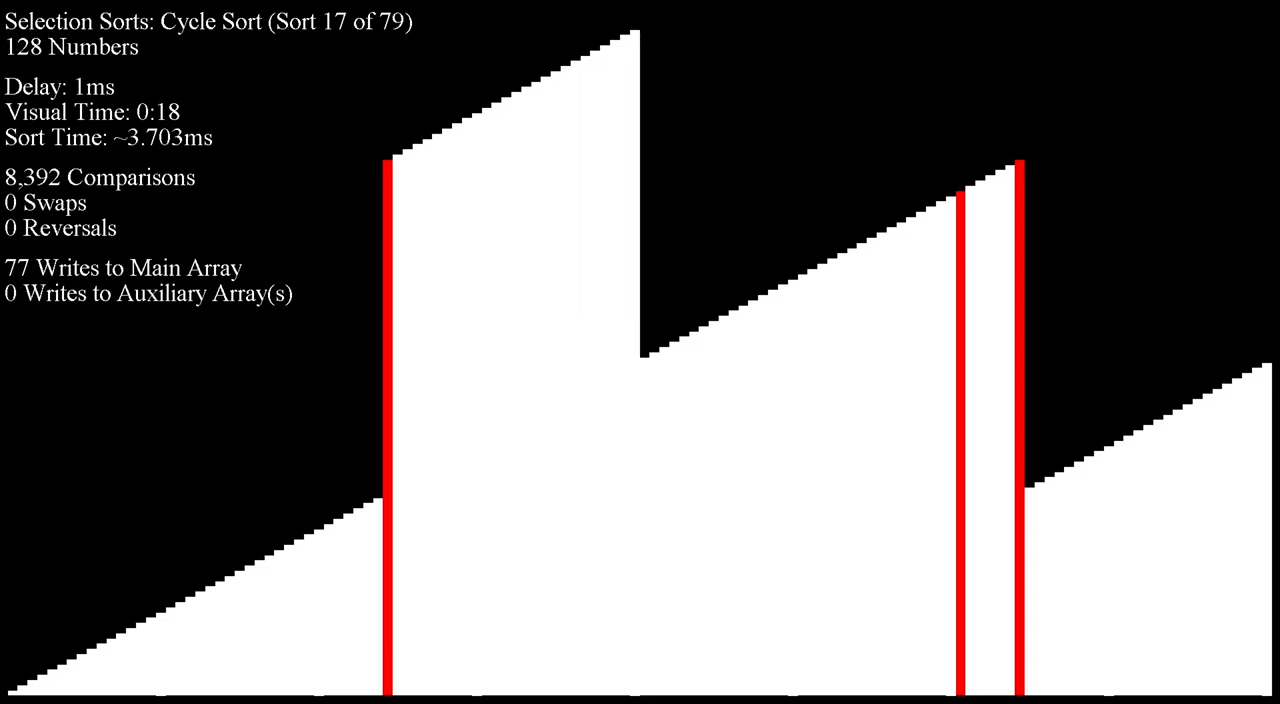 Selection Sorts: Cycle Sort (Sort 17 of 79)
128 Numbers
Delay: 1ms
Visual Time: 0:18
Sort Time: ~3.703ms
8,392 Comparisons
0 Swaps
0 Reversals
77 Writes to Main Array
0 Writes to Auxiliary Array(s)